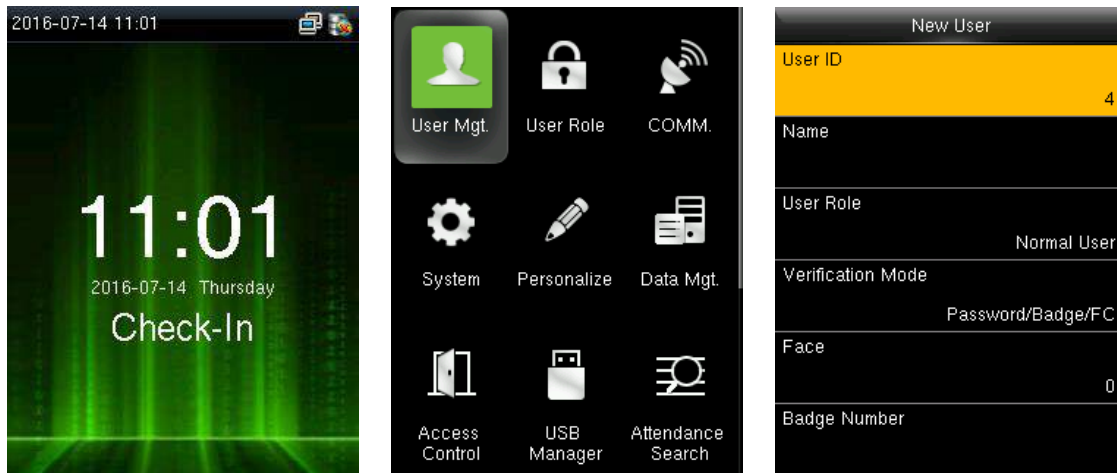 2016-07-14 11:01
11:01
2016-07-14 Thursday
Check-In
User Mgt.
User Role
COMM.
System
Personalize
Data Mgt.
Access
Control
USB
Manager
Attendance
Search
New User
User ID
4
Name
User Role
Normal User
Verification Mode
Password/Badge/FC
Face
0
Badge Number